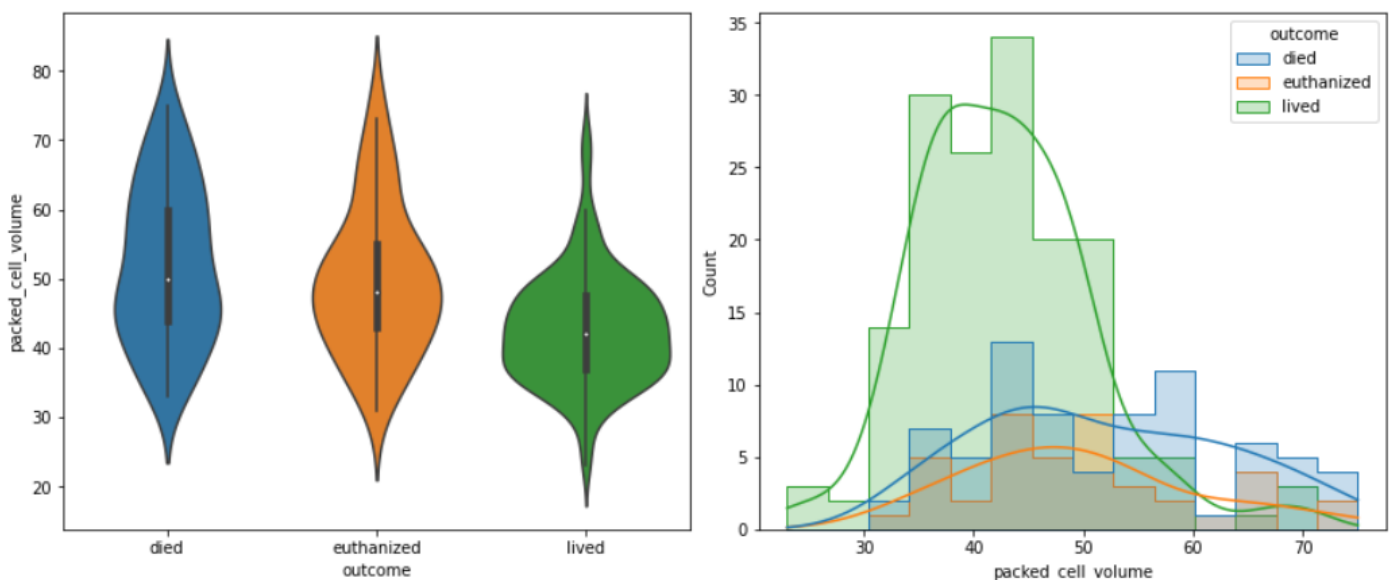 packed_cell_volume
80
70
60
50
40
30
20
died euthanized lived
outcome
Count
35
30
25
20
15
10
5
0
30 40 50 60 70
packed_cell_volume
outcome
died
euthanized
lived